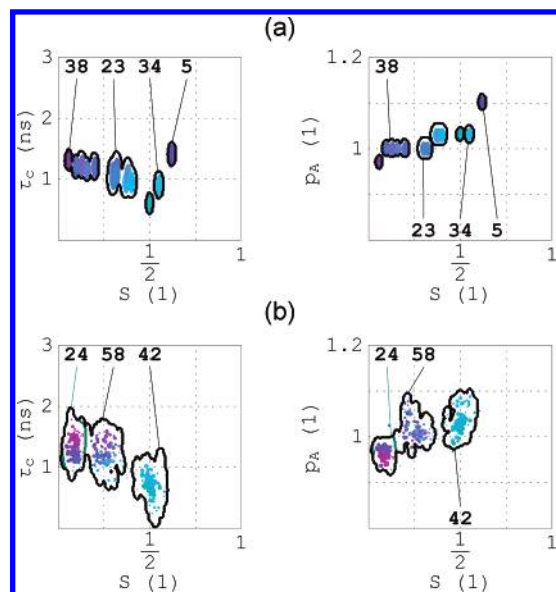 (a)
3
38 23 34 5
2
τc (ns)
1
1/2
1
S (1)
1.2
38
pA (1)
1
23 34 5
1/2
1
S (1)
(b)
3
24 58 42
2
τc (ns)
1
1/2
1
S (1)
1.2
24 58
pA (1)
1
42
1/2
1
S (1)